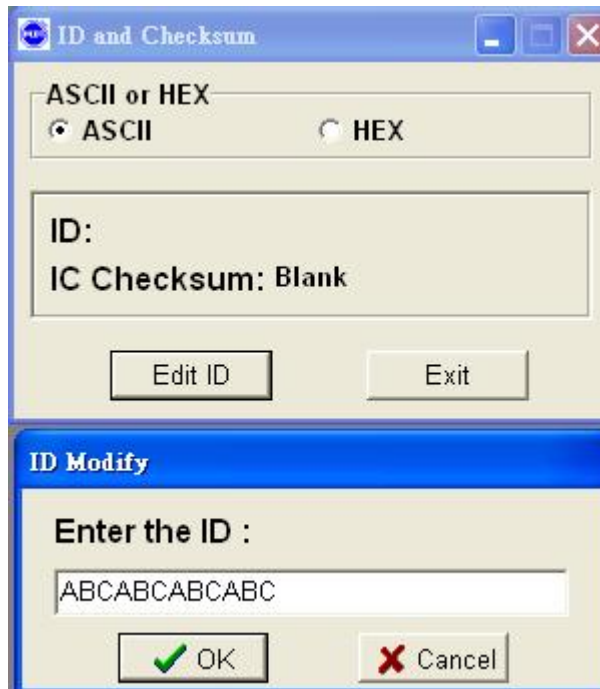 ID and Checksum
ASCII or HEX
ASCII HEX
ID:
IC Checksum: Blank
Edit ID Exit
ID Modify
Enter the ID :
ABCABCABCABC
OK Cancel